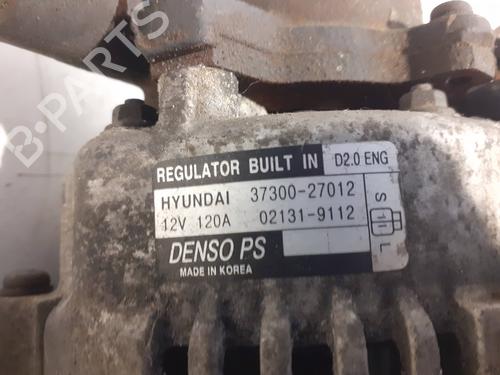 REGULATOR BUILT IN D2.0 ENG
HYUNDAI 37300-27012
12V 120A 02131-9112
S
L
DENSO PS
MADE IN KOREA
B-PARTS